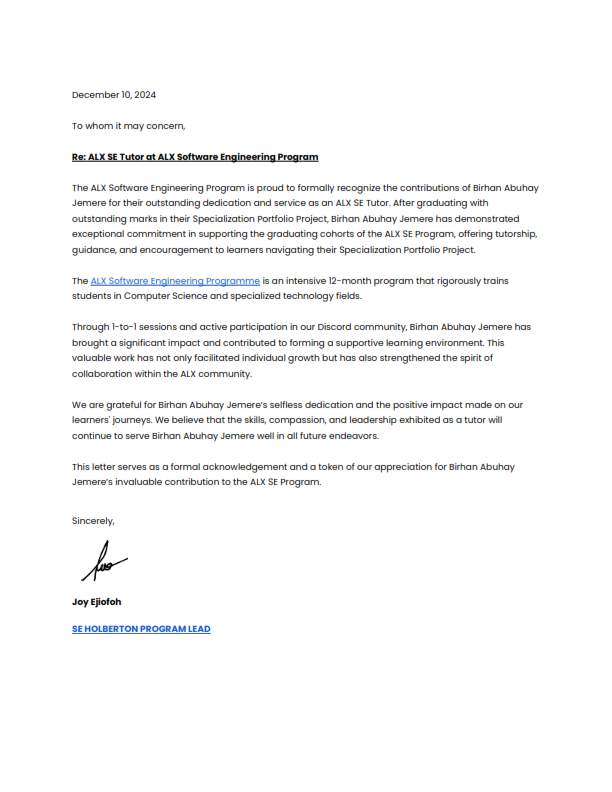 December 10, 2024
To whom it may concern,
Re: ALX SE Tutor at ALX Software Engineering Program
The ALX Software Engineering Program is proud to formally recognize the contributions of Birhan Abuhay
Jemere for their outstanding dedication and service as an ALX SE Tutor. After graduating with
outstanding marks in their Specialization Portfolio Project, Birhan Abuhay Jemere has demonstrated
exceptional commitment in supporting the graduating cohorts of the ALX SE Program, offering tutorship,
guidance, and encouragement to learners navigating their Specialization Portfolio Project.
The ALX Software Engineering Programme is an intensive 12-month program that rigorously trains
students in Computer Science and specialized technology fields.
Through 1-to-1 sessions and active participation in our Discord community, Birhan Abuhay Jemere has
brought a significant impact and contributed to forming a supportive learning environment. This
valuable work has not only facilitated individual growth but has also strengthened the spirit of
collaboration within the ALX community.
We are grateful for Birhan Abuhay Jemere's selfless dedication and the positive impact made on our
learners' journeys. We believe that the skills, compassion, and leadership exhibited as a tutor will
continue to serve Birhan Abuhay Jemere well in all future endeavors.
This letter serves as a formal acknowledgement and a token of our appreciation for Birhan Abuhay
Jemere's invaluable contribution to the ALX SE Program.
Sincerely,
Joy Ejiofoh
SE HOLBERTON PROGRAM LEAD